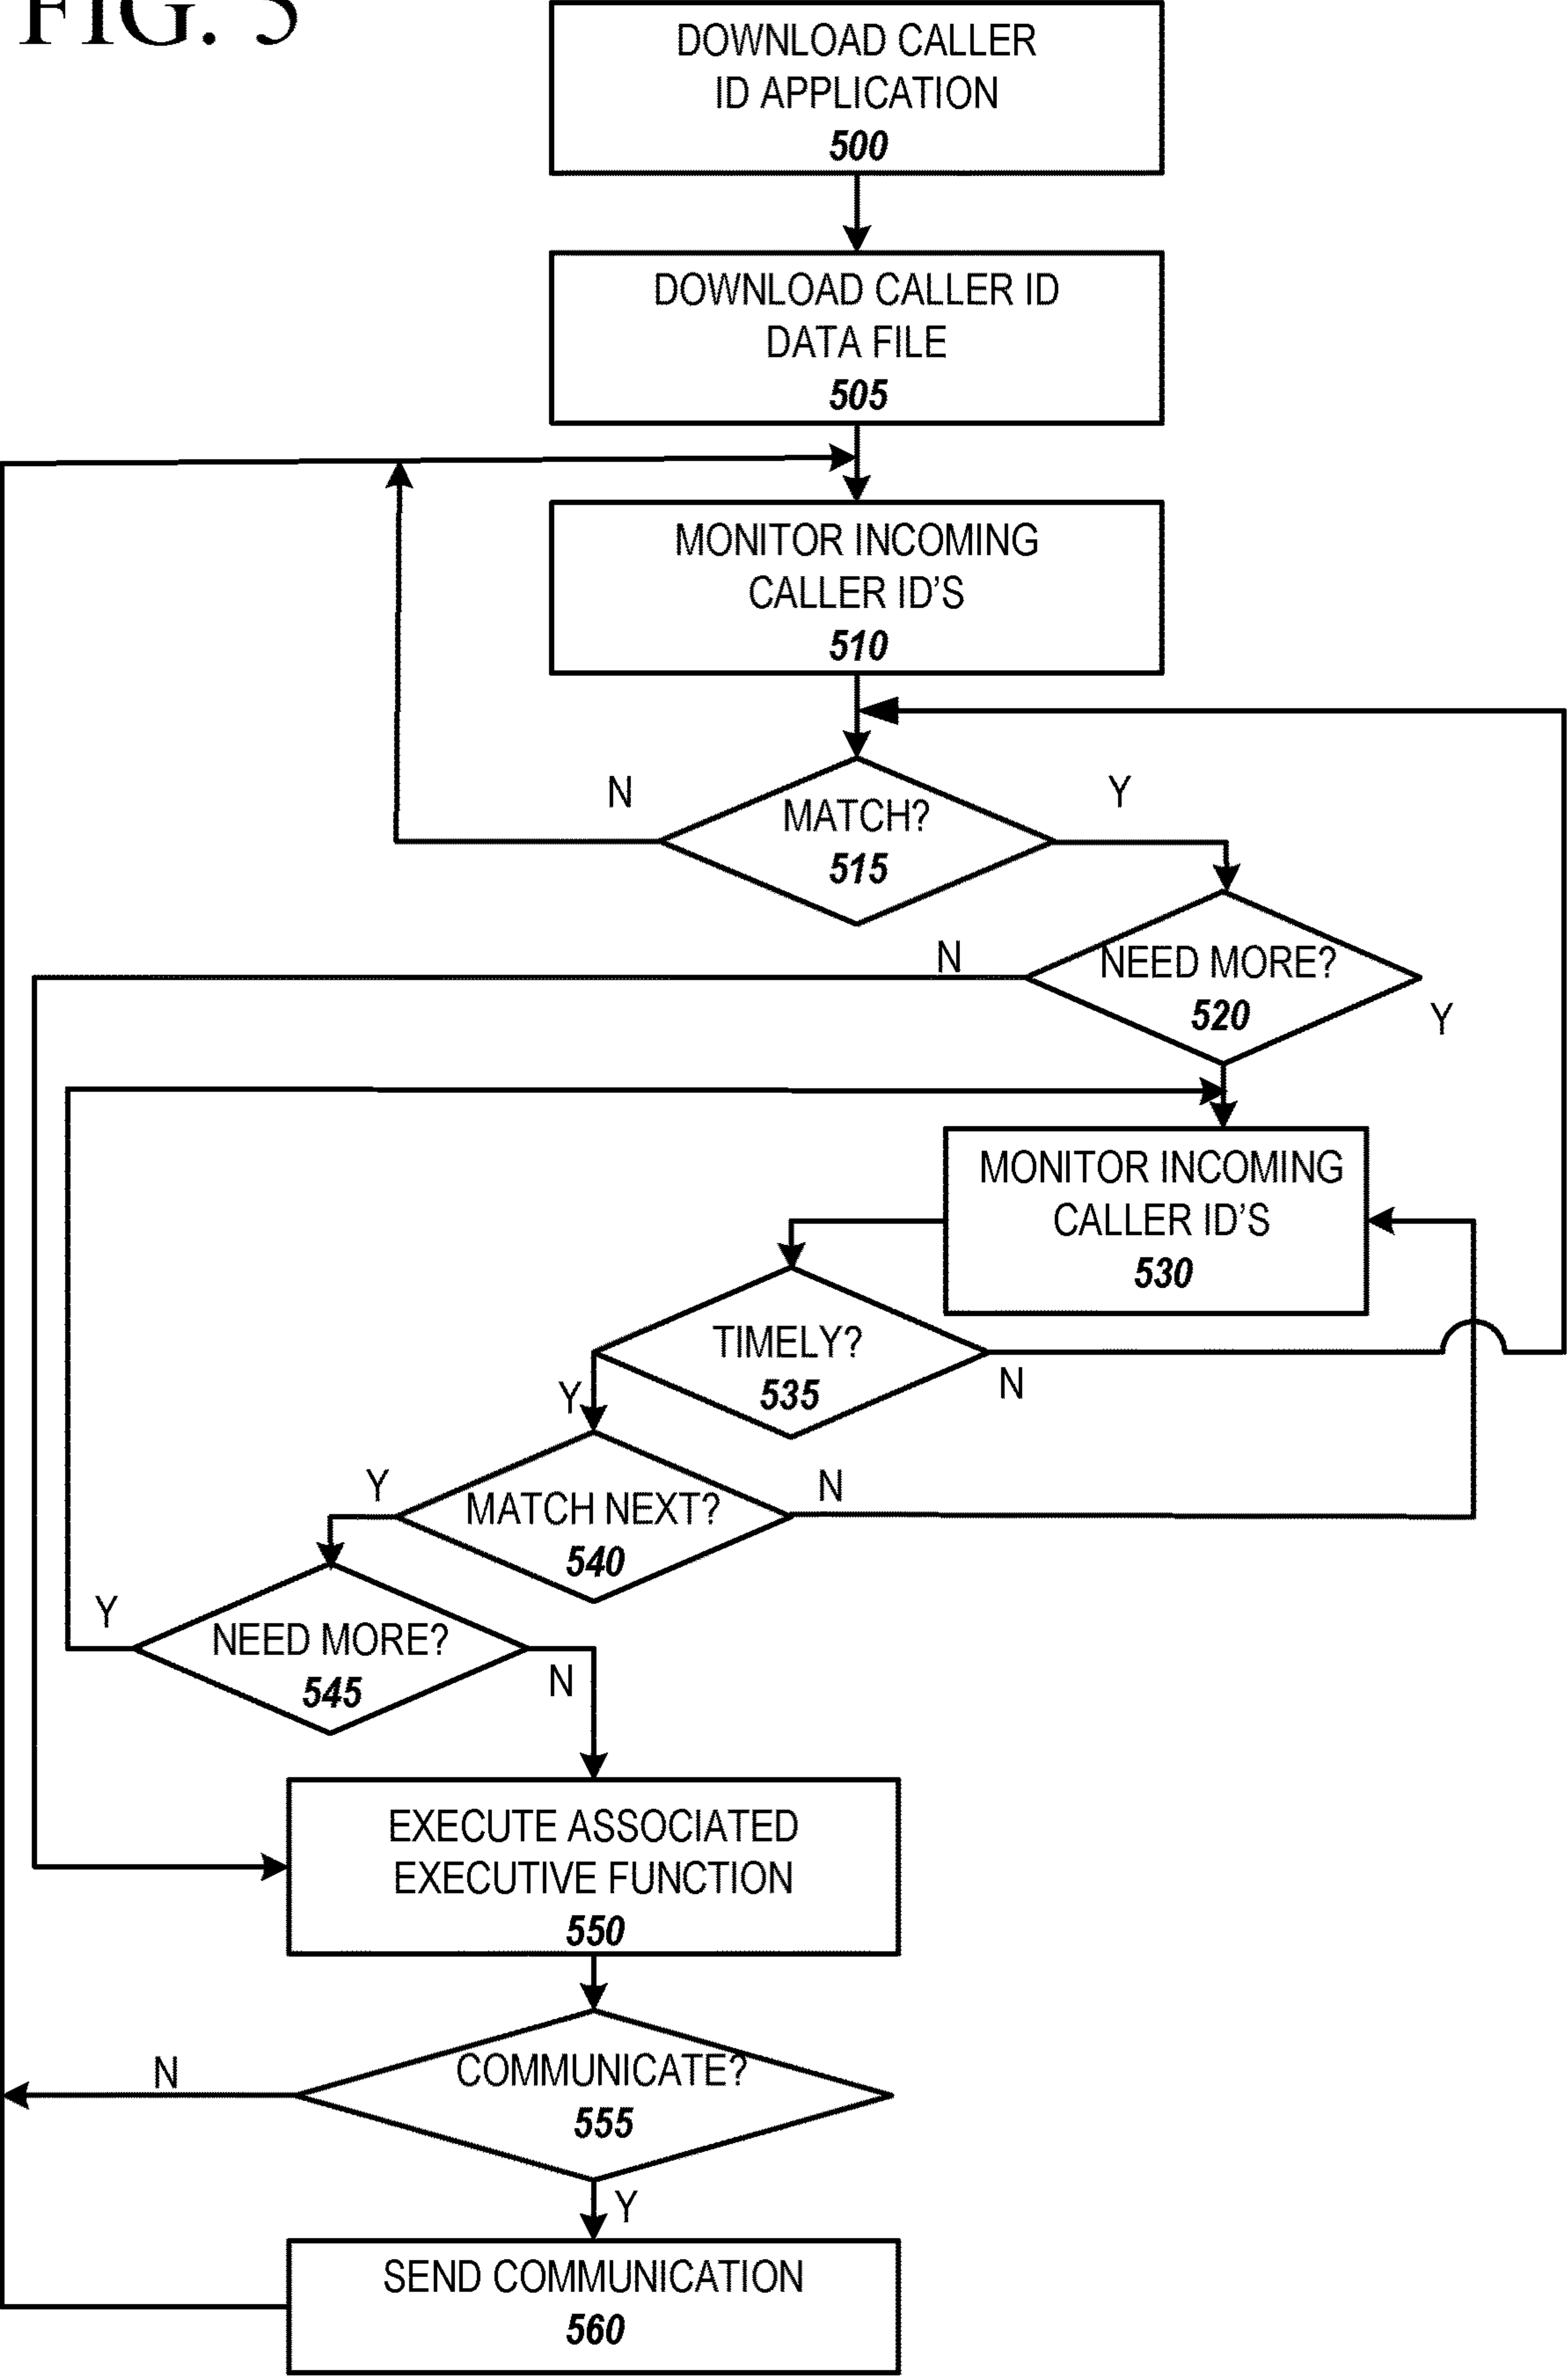 FIG. 5
DOWNLOAD CALLER
ID APPLICATION
500
DOWNLOAD CALLER ID
DATA FILE
505
MONITOR INCOMING
CALLER ID'S
510
N
Y
MATCH?
515
N
NEED MORE?
520
Y
MONITOR INCOMING
CALLER ID'S
530
TIMELY?
535
Y
N
Y
MATCH NEXT?
540
N
Y
NEED MORE?
545
N
EXECUTE ASSOCIATED
EXECUTIVE FUNCTION
550
N
COMMUNICATE?
555
Y
SEND COMMUNICATION
560